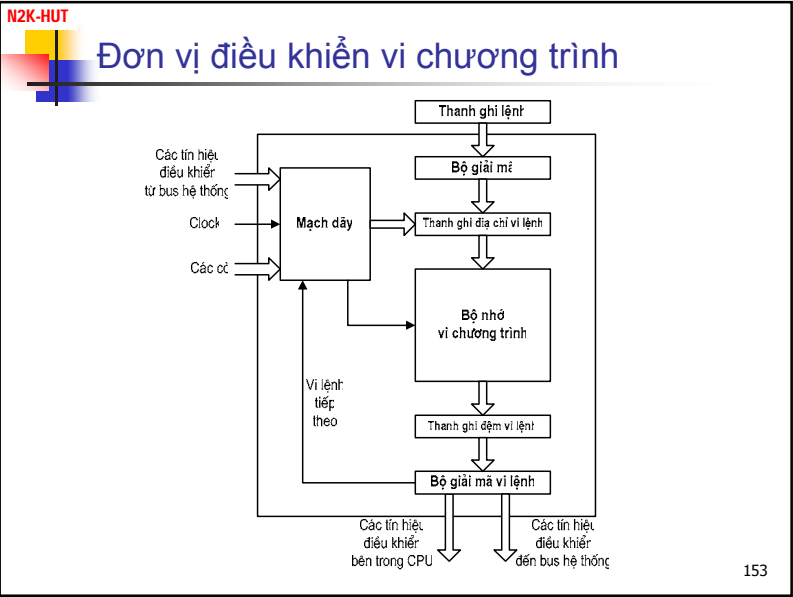 N2K-HUT
Đơn vị điều khiển vi chương trình
Thanh ghi lệnh
Các tín hiệu
điều khiển
từ bus hệ thống
Bộ giải mã
Clock
Mạch dãy
Thanh ghi địa chỉ vi lệnh
Các cờ
Bộ nhớ
vi chương trình
Vi lệnh
tiếp
theo
Thanh ghi đệm vi lệnh
Bộ giải mã vi lệnh
Các tín hiệu
điều khiển
bên trong CPU
Các tín hiệu
điều khiển
đến bus hệ thống
153